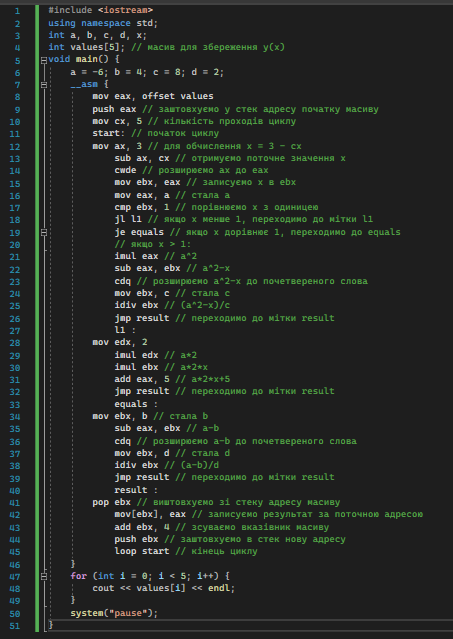 1 #include <iostream>
2 using namespace std;
3 int a, b, c, d, x;
4 int values[5]; // масив для збереження y(x)
5 void main() {
6 a = -6; b = 4; c = 8; d = 2;
7 __asm {
8 mov eax, offset values
9 push eax // заштовхуємо у стек адресу початку масиву
10 mov cx, 5 // кількість проходів циклу
11 start: // початок циклу
12 mov ax, 3 // для обчислення x = 3 - cx
13 sub ax, cx // отримуємо поточне значення x
14 cwde // розширюємо ax до eax
15 mov ebx, eax // записуємо x в ebx
16 mov eax, a // стала a
17 cmp ebx, 1 // порівнюємо x з одиницею
18 jl l1 // якщо x менше 1, переходимо до мітки l1
19 je equals // якщо x дорівнює 1, переходимо до equals
20 // якщо x > 1:
21 imul eax // a^2
22 sub eax, ebx // a^2-x
23 cdq // розширюємо a^2-x до почетвереного слова
24 mov ebx, c // стала c
25 idiv ebx // (a^2-x)/c
26 jmp result // переходимо до мітки result
27 l1 :
28 mov edx, 2
29 imul edx // a*2
30 imul ebx // a*2*x
31 add eax, 5 // a*2*x+5
32 jmp result // переходимо до мітки result
33 equals :
34 mov ebx, b // стала b
35 sub eax, ebx // a-b
36 cdq // розширюємо a-b до почетвереного слова
37 mov ebx, d // стала d
38 idiv ebx // (a-b)/d
39 jmp result // переходимо до мітки result
40 result :
41 pop ebx // виштовхуємо зі стеку адресу масиву
42 mov[ebx], eax // записуємо результат за поточною адресою
43 add ebx, 4 // зсуваємо вказівник масиву
44 push ebx // заштовхуємо в стек нову адресу
45 loop start // кінець циклу
46 }
47 for (int i = 0; i < 5; i++) {
48 cout << values[i] << endl;
49 }
50 system("pause");
51 }